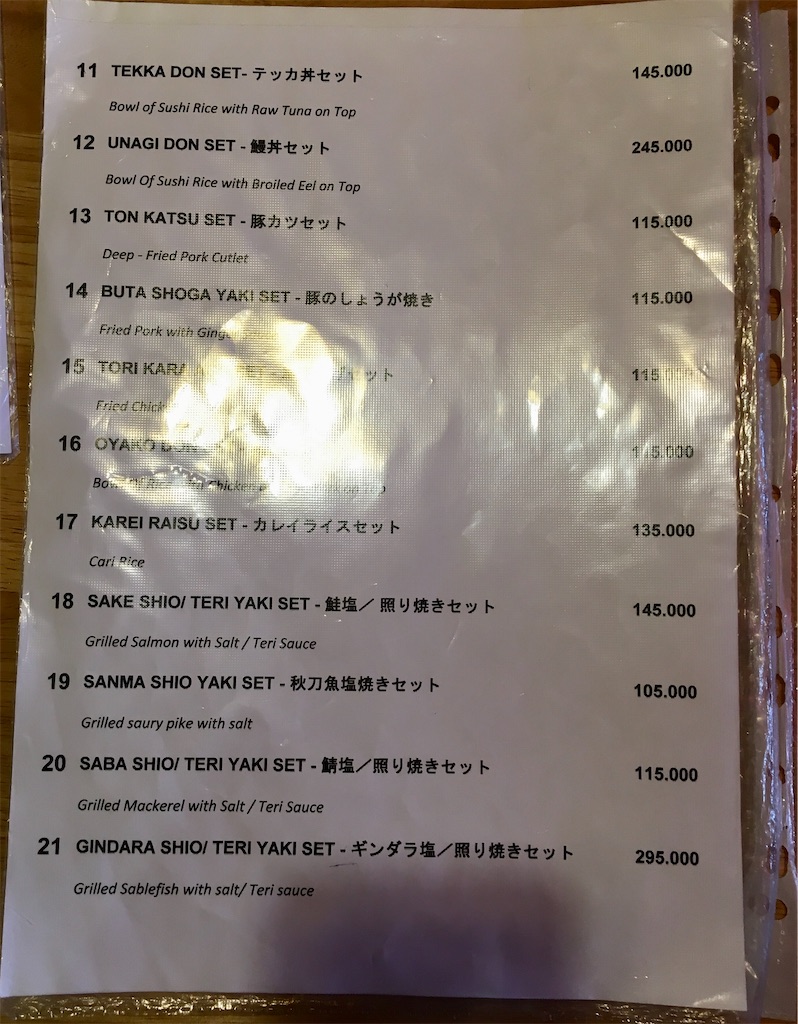 11 TEKKA DON SET- テッカ丼セット 145.000
Bowl of Sushi Rice with Raw Tuna on Top
12 UNAGI DON SET - 鰻丼セット 245.000
Bowl Of Sushi Rice with Broiled Eel on Top
13 TON KATSU SET - 豚カツセット 115.000
Deep - Fried Pork Cutlet
14 BUTA SHOGA YAKI SET - 豚のしょうが焼き 115.000
Fried Pork with Ginger
15 TORI 115.000
Fried
16 OYAKO DON 115.000
Chicken
17 KAREI RAISU SET - カレイライスセット 135.000
Cari Rice
18 SAKE SHIO/ TERI YAKI SET - 鮭塩／ 照り焼きセット 145.000
Grilled Salmon with Salt / Teri Sauce
19 SANMA SHIO YAKI SET - 秋刀魚塩焼きセット 105.000
Grilled saury pike with salt
20 SABA SHIO/ TERI YAKI SET - 鯖塩／照り焼きセット 115.000
Grilled Mackerel with Salt / Teri Sauce
21 GINDARA SHIO/ TERI YAKI SET - ギンダラ塩／照り焼きセット 295.000
Grilled Sablefish with salt/ Teri sauce